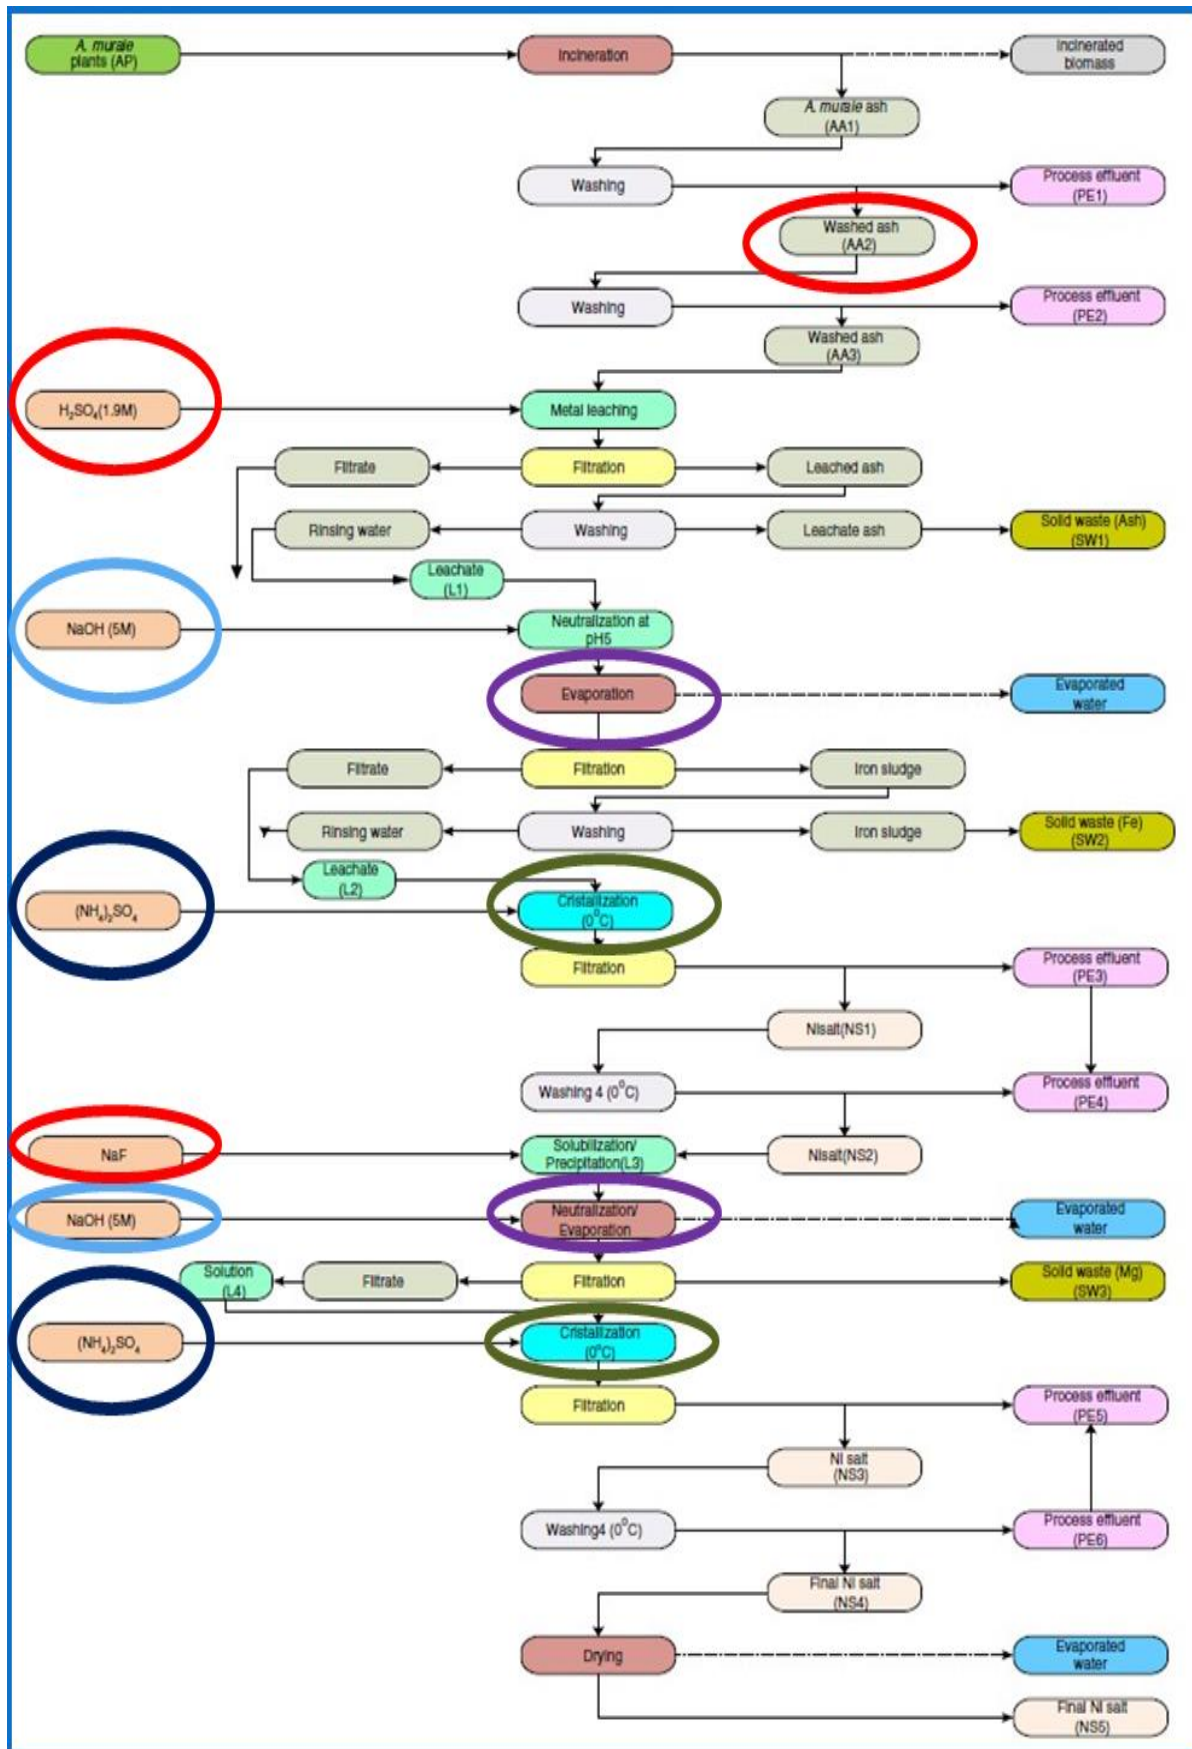 A. murale
plants (AP)
Incineration
Incinerated
biomass
A. murale ash
(AA1)
Washing
Process effluent
(PE1)
Washed ash
(AA2)
Washing
Process effluent
(PE2)
Washed ash
(AA3)
H₂SO₄(1.9M)
Metal leaching
Filtrate
Filtration
Leached ash
Rinsing water
Washing
Leachate ash
Solid waste (Ash)
(SW1)
Leachate
(L1)
NaOH (5M)
Neutralization at
pH5
Evaporation
Evaporated
water
Filtrate
Filtration
Iron sludge
Rinsing water
Washing
Iron sludge
Solid waste (Fe)
(SW2)
Leachate
(L2)
(NH₄)₂SO₄
Cristallization
(0°C)
Filtration
Process effluent
(PE3)
Nisalt(NS1)
Washing 4 (0°C)
Process effluent
(PE4)
NaF
Solubilization/
Precipitation(L3)
Nisalt(NS2)
NaOH (5M)
Neutralization/
Evaporation
Evaporated
water
Solution
(L4)
Filtrate
Filtration
Solid waste (Mg)
(SW3)
(NH₄)₂SO₄
Cristallization
(0°C)
Filtration
Process effluent
(PE5)
Ni salt
(NS3)
Washing4 (0°C)
Process effluent
(PE6)
Final Ni salt
(NS4)
Drying
Evaporated
water
Final Ni salt
(NS5)